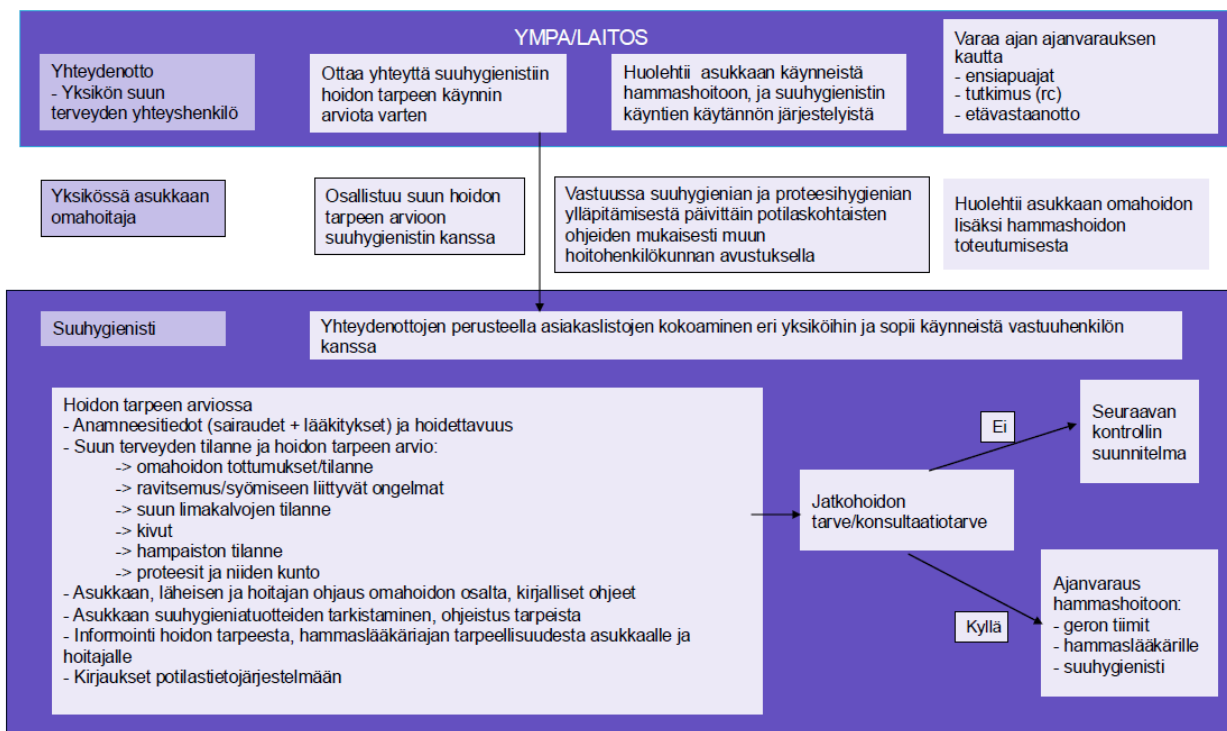 YMPA/LAITOS
Yhteydenotto
- Yksikön suun
terveyden yhteyshenkilö
Ottaa yhteyttä suuhygienistiin
hoidon tarpeen käynnin
arviota varten
Huolehtii asukkaan käynneistä
hammashoitoon, ja suuhygienistin
käyntien käytännön järjestelyistä
Varaa ajan ajanvarauksen
kautta
- ensiapuajat
- tutkimus (rc)
- etävastaanotto
Yksikössä asukkaan
omahoitaja
Osallistuu suun hoidon
tarpeen arvioon
suuhygienistin kanssa
Vastuussa suuhygienian ja proteesihygienian
ylläpitämisestä päivittäin potilaskohtaisten
ohjeiden mukaisesti muun
hoitohenkilökunnan avustuksella
Huolehtii asukkaan omahoidon
lisäksi hammashoidon
toteutumisesta
Suuhygienisti
Yhteydenottojen perusteella asiakaslistojen kokoaminen eri yksiköihin ja sopii käynneistä vastuuhenkilön
kanssa
Hoidon tarpeen arviossa
- Anamneesitiedot (sairaudet + lääkitykset) ja hoidettavuus
- Suun terveyden tilanne ja hoidon tarpeen arvio:
-> omahoidon tottumukset/tilanne
-> ravitsemus/syömiseen liittyvät ongelmat
-> suun limakalvojen tilanne
-> kivut
-> hampaiston tilanne
-> proteesit ja niiden kunto
- Asukkaan, läheisen ja hoitajan ohjaus omahoidon osalta, kirjalliset ohjeet
- Asukkaan suuhygieniatuotteiden tarkistaminen, ohjeistus tarpeista
- Informointi hoidon tarpeesta, hammaslääkäriajan tarpeellisuudesta asukkaalle ja
hoitajalle
- Kirjaukset potilastietojärjestelmään
Jatkohoidon
tarve/konsultaatiotarve
Ei
Seuraavan
kontrollin
suunnitelma
Kyllä
Ajanvaraus
hammashoitoon:
- geron tiimit
- hammaslääkärille
- suuhygienisti